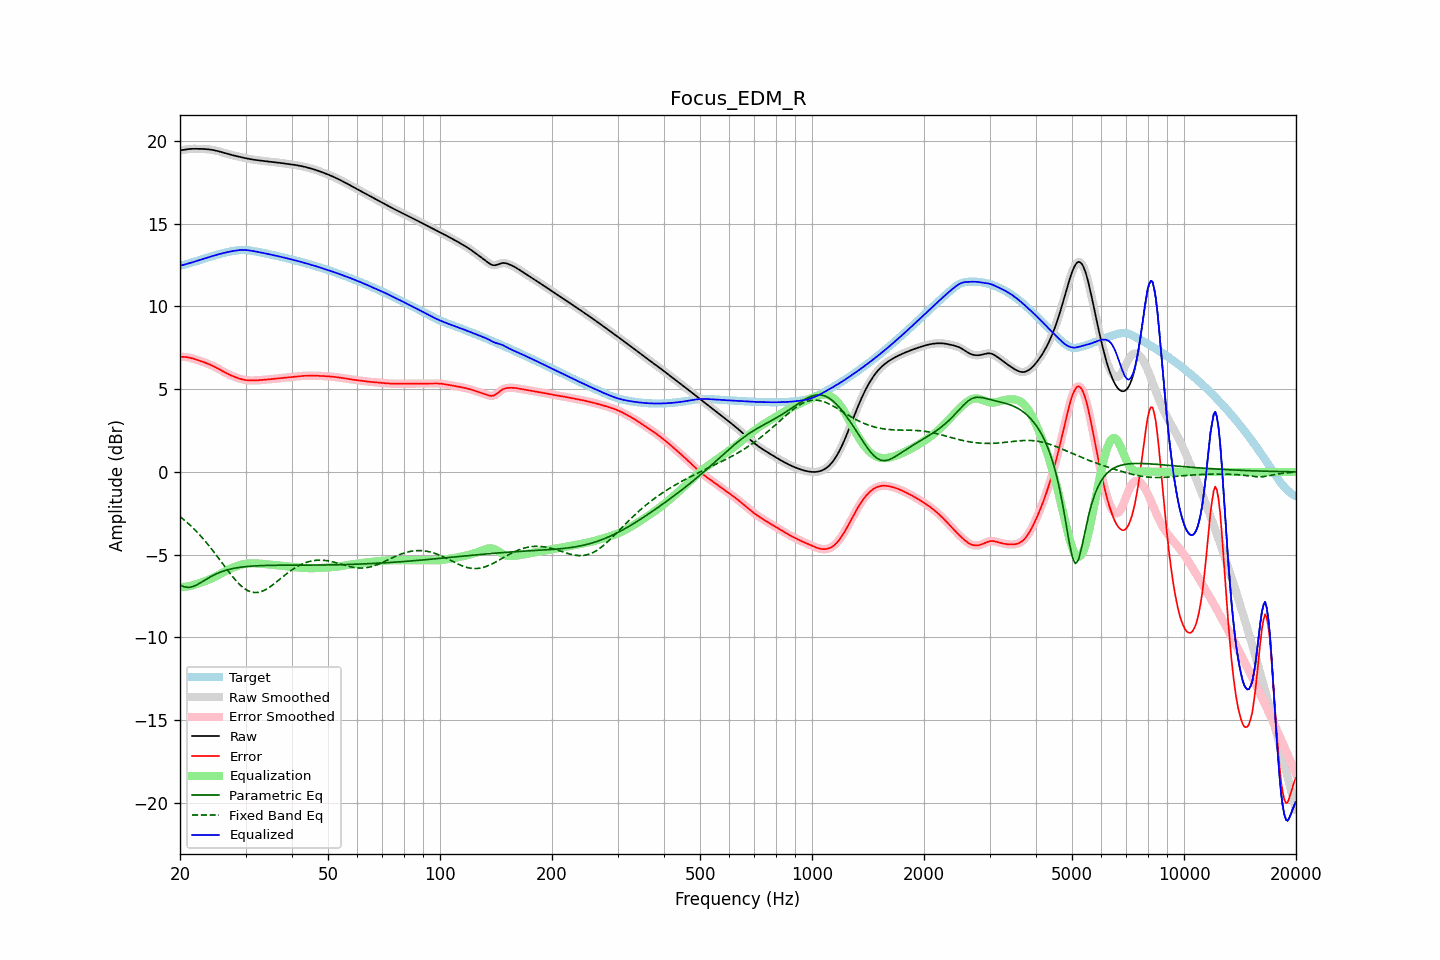 Focus_EDM_R
Amplitude (dBr)
20
15
10
5
0
−5
−10
−15
−20
Target
Raw Smoothed
Error Smoothed
Raw
Error
Equalization
Parametric Eq
Fixed Band Eq
Equalized
20 50 100 200 500 1000 2000 5000 10000 20000
Frequency (Hz)